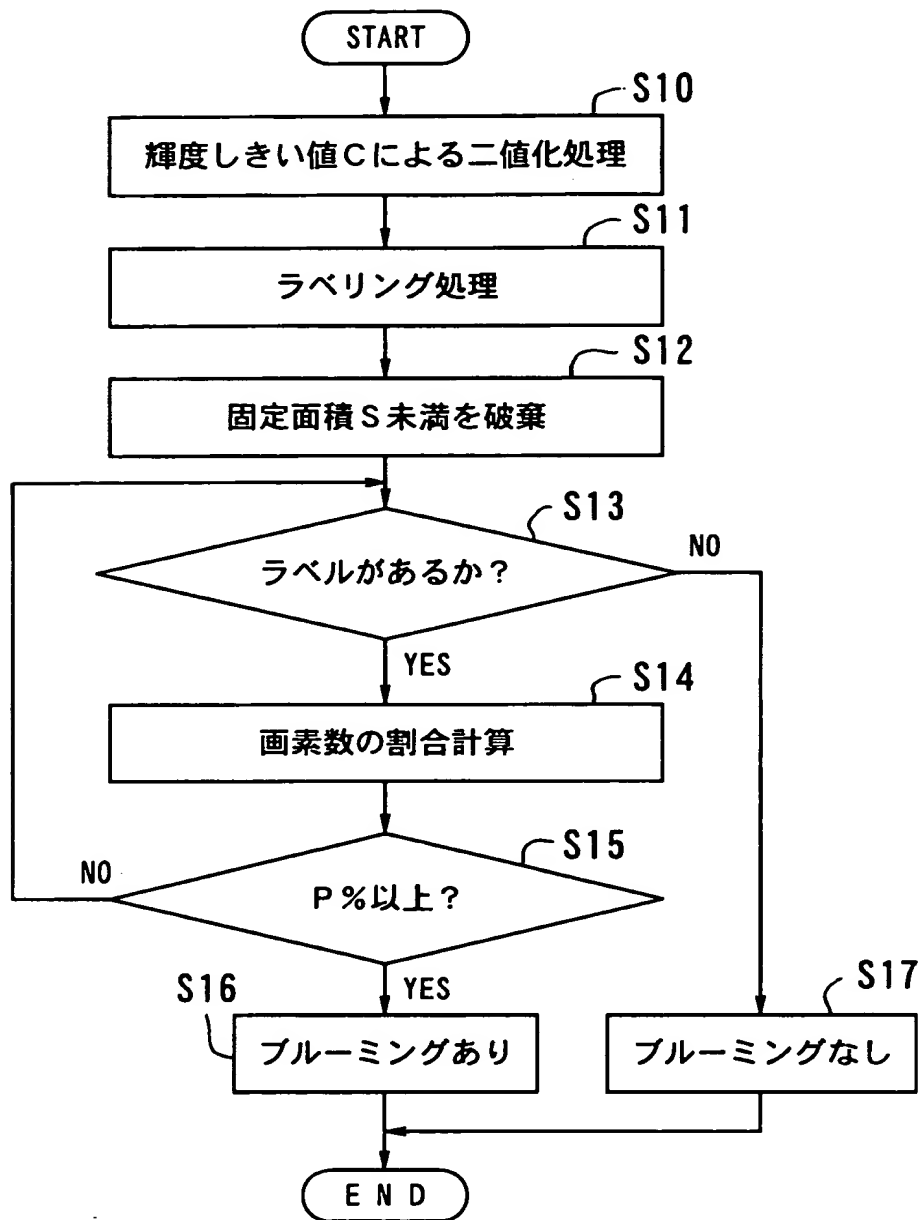 START
S10
輝度しきい値Cによる二値化処理
S11
ラベリング処理
S12
固定面積S未満を破棄
S13
ラベルがあるか？
NO
YES
S14
画素数の割合計算
S15
NO
P%以上？
YES
S16
ブルーミングあり
S17
ブルーミングなし
END